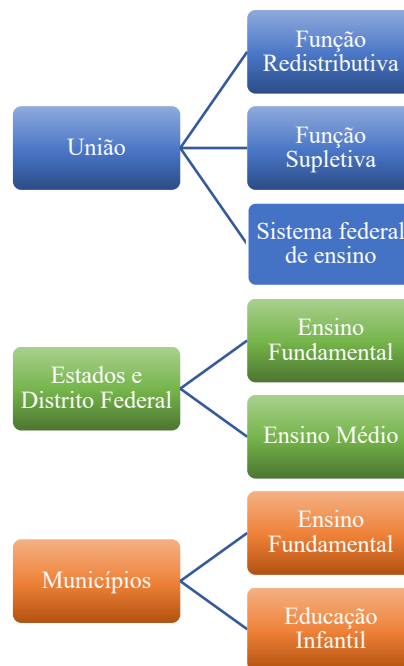 Função
Redistributiva
União
Função
Supletiva
Sistema federal
de ensino
Ensino
Fundamental
Estados e
Distrito Federal
Ensino Médio
Ensino
Fundamental
Municípios
Educação
Infantil